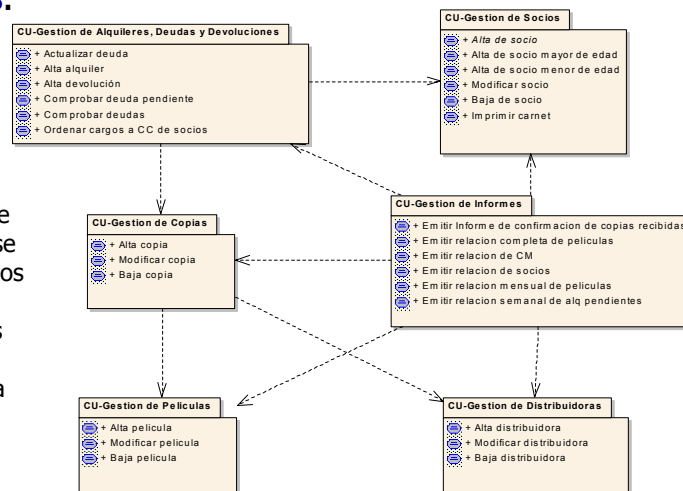 s.
CU-Gestion de Alquileres, Deudas y Devoluciones
+ Actualizar deuda
+ Alta alquiler
+ Alta devolución
+ Comprobar deuda pendiente
+ Comprobar deudas
+ Ordenar cargos a CC de socios
CU-Gestion de Socios
+ Alta de socio
+ Alta de socio mayor de edad
+ Alta de socio menor de edad
+ Modificar socio
+ Baja de socio
+ Imprimir carnet
e
se
os
s
a
CU-Gestion de Copias
+ Alta copia
+ Modificar copia
+ Baja copia
CU-Gestion de Informes
+ Emitir Informe de confirmacion de copias recibidas
+ Emitir relacion completa de peliculas
+ Emitir relacion de CM
+ Emitir relacion de socios
+ Emitir relacion mensual de peliculas
+ Emitir relacion semanal de alq pendientes
CU-Gestion de Peliculas
+ Alta pelicula
+ Modificar pelicula
+ Baja pelicula
CU-Gestion de Distribuidoras
+ Alta distribuidora
+ Modificar distribuidora
+ Baja distribuidora